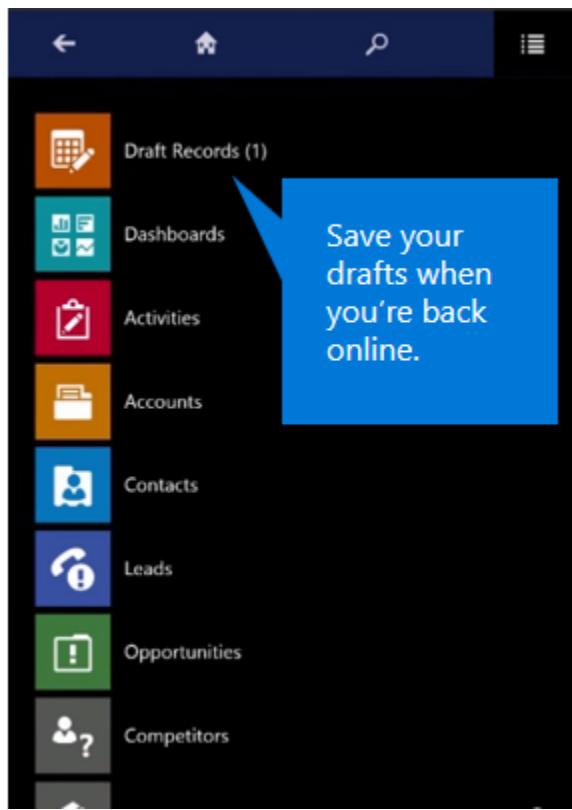 Draft Records (1)
Dashboards
Save your
drafts when
you're back
online.
Activities
Accounts
Contacts
Leads
Opportunities
Competitors